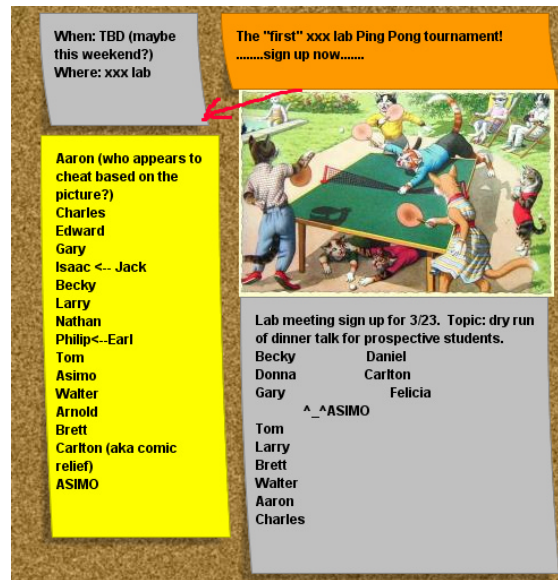 When: TBD (maybe
this weekend?)
Where: xxx lab
The "first" xxx lab Ping Pong tournament!
........sign up now.......
Aaron (who appears to
cheat based on the
picture?)
Charles
Edward
Gary
Isaac <-- Jack
Becky
Larry
Nathan
Philip<--Earl
Tom
Asimo
Walter
Arnold
Brett
Carlton (aka comic
relief)
ASIMO
Lab meeting sign up for 3/23.  Topic: dry run
of dinner talk for prospective students.
Becky Daniel
Donna Carlton
Gary Felicia
^_^ASIMO
Tom
Larry
Brett
Walter
Aaron
Charles